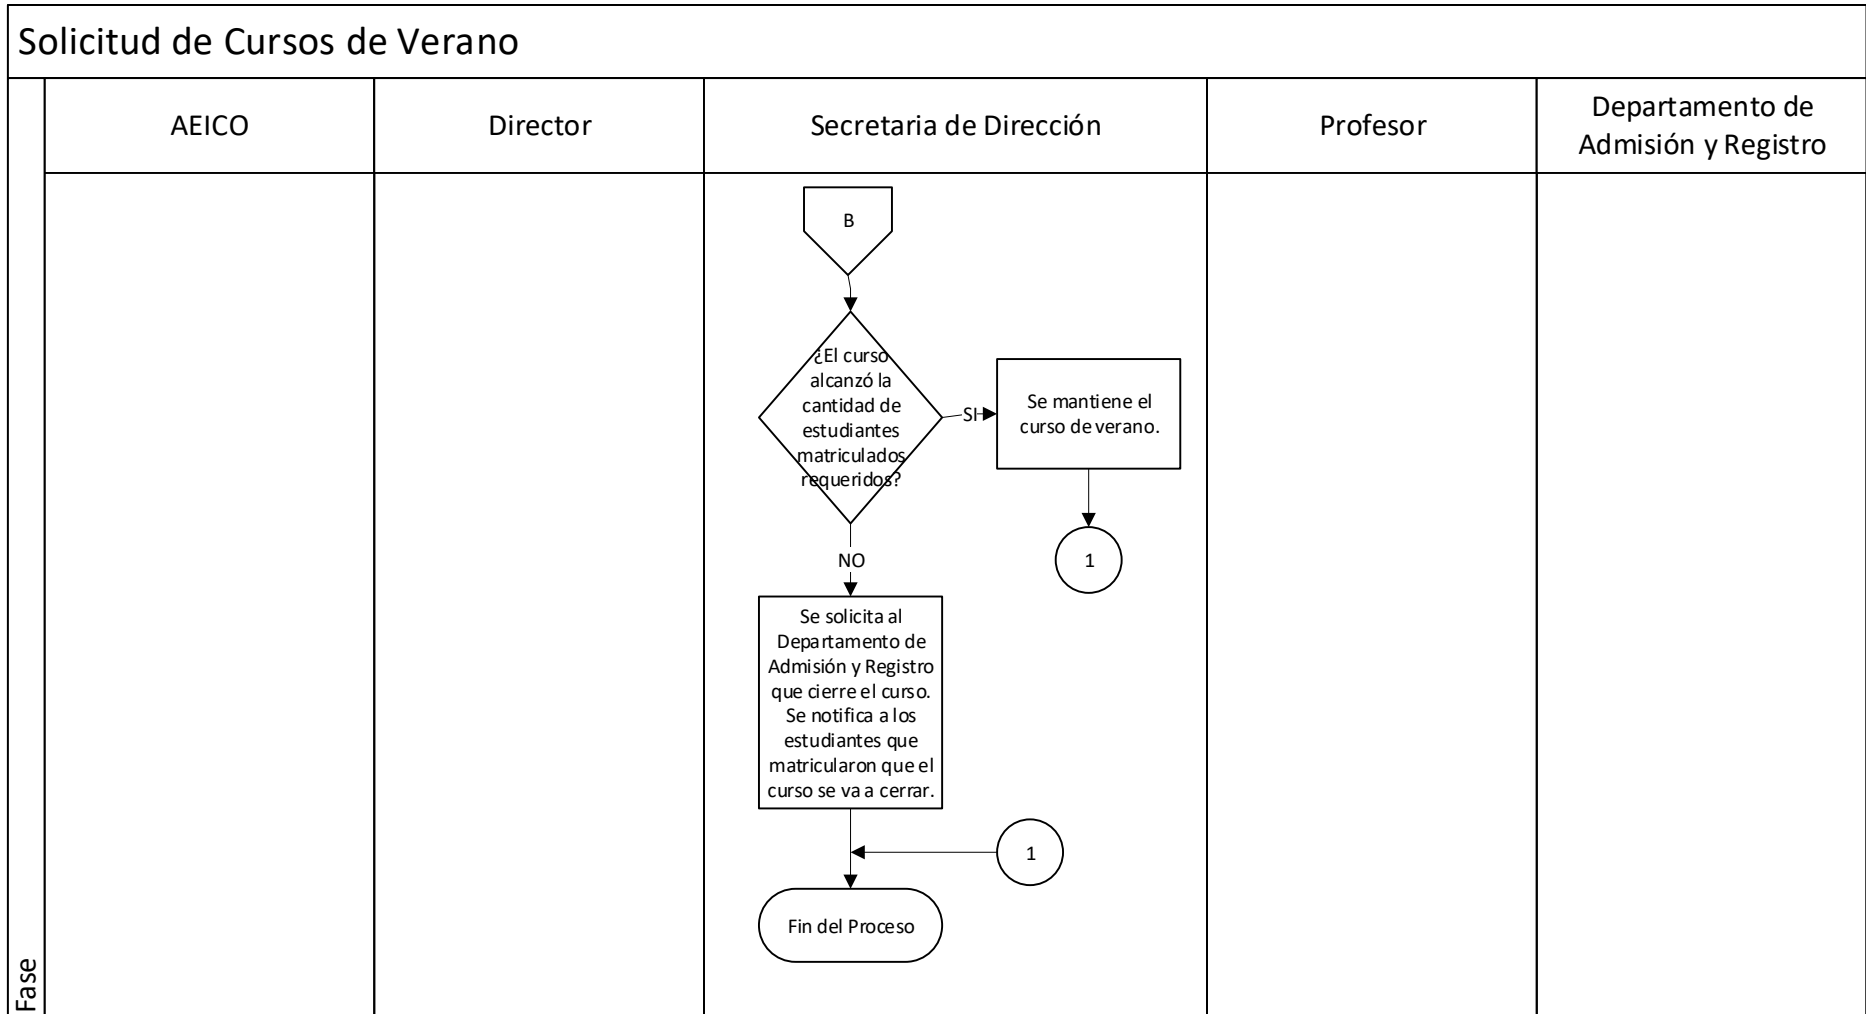 Solicitud de Cursos de Verano
AEICO
Director
Secretaria de Dirección
Profesor
Departamento de
Admisión y Registro
B
¿El curso
alcanzó la
cantidad de
estudiantes
matriculados
requeridos?
SI
Se mantiene el
curso de verano.
1
NO
Se solicita al
Departamento de
Admisión y Registro
que cierre el curso.
Se notifica a los
estudiantes que
matricularon que el
curso se va a cerrar.
1
Fin del Proceso
Fase